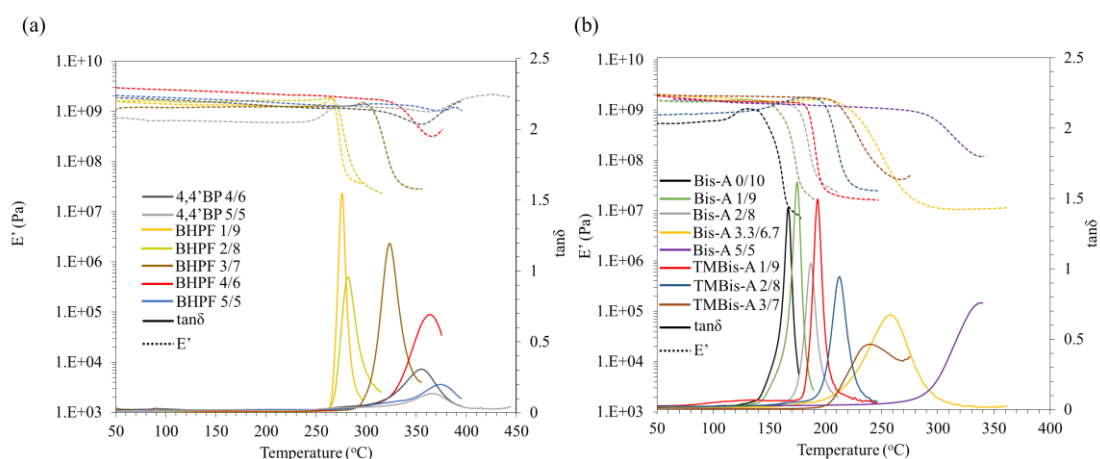 (a)
1.E+10
1.E+09
1.E+08
1.E+07
1.E+06
1.E+05
1.E+04
1.E+03
E' (Pa)
4,4'BP 4/6
4,4'BP 5/5
BHPF 1/9
BHPF 2/8
BHPF 3/7
BHPF 4/6
BHPF 5/5
tanδ
E'
2.5
2
1.5
1
0.5
0
tanδ
50 100 150 200 250 300 350 400 450
Temperature (°C)
(b)
1.E+10
1.E+09
1.E+08
1.E+07
1.E+06
1.E+05
1.E+04
1.E+03
E' (Pa)
Bis-A 0/10
Bis-A 1/9
Bis-A 2/8
Bis-A 3.3/6.7
Bis-A 5/5
TMBis-A 1/9
TMBis-A 2/8
TMBis-A 3/7
tanδ
E'
2.5
2
1.5
1
0.5
0
tanδ
50 100 150 200 250 300 350 400
Temperature (°C)